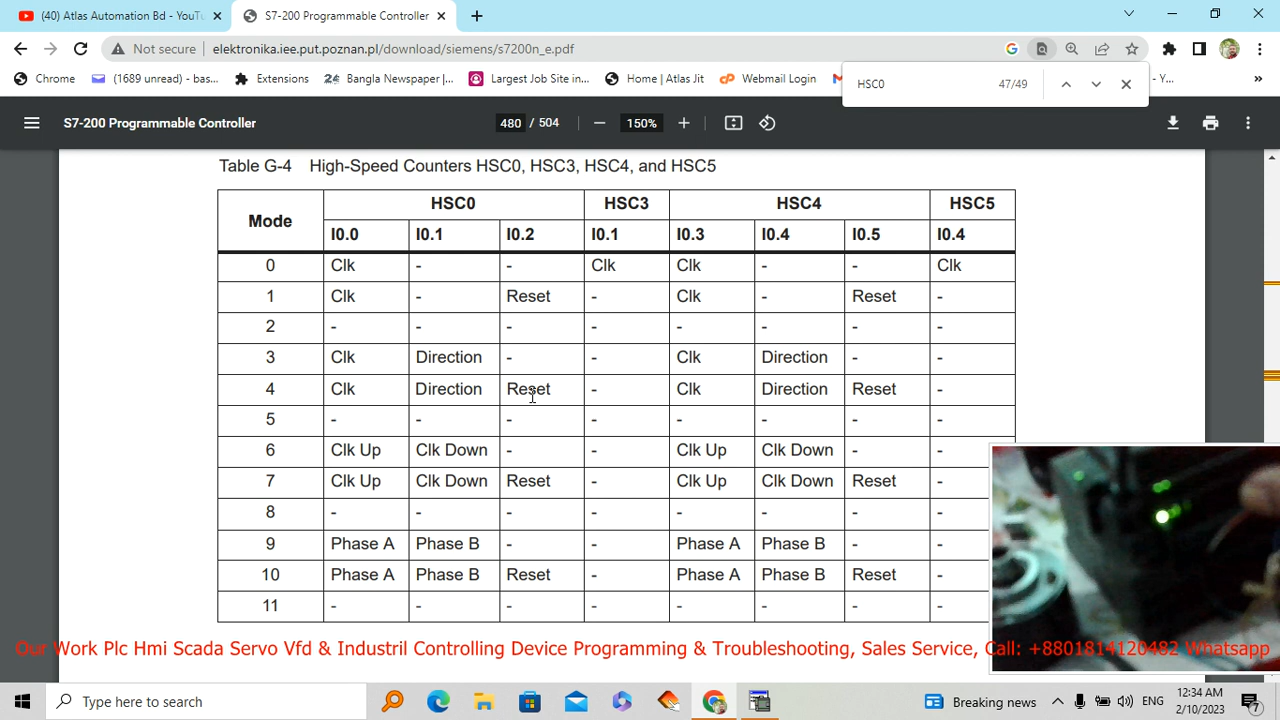 (40) Atlas Automation Bd - YouTu
S7-200 Programmable Controller
Not secure
elektronika.iee.put.poznan.pl/download/siemens/s7200n_e.pdf
Chrome
(1689 unread) - bas...
Extensions
Bangla Newspaper |...
Largest Job Site in...
Home | Atlas Jit
Webmail Login
- Y...
HSC0
47/49
S7-200 Programmable Controller
480 / 504
150%
Table G-4 High-Speed Counters HSC0, HSC3, HSC4, and HSC5
Mode HSC0 HSC3 HSC4 HSC5
I0.0 I0.1 I0.2 I0.1 I0.3 I0.4 I0.5 I0.4
0 Clk - - Clk Clk - - Clk
1 Clk - Reset - Clk - Reset -
2 - - - - - - - -
3 Clk Direction - - Clk Direction - -
4 Clk Direction Reset - Clk Direction Reset -
5 - - - - - - - -
6 Clk Up Clk Down - - Clk Up Clk Down - -
7 Clk Up Clk Down Reset - Clk Up Clk Down Reset -
8 - - - - - - - -
9 Phase A Phase B - - Phase A Phase B - -
10 Phase A Phase B Reset - Phase A Phase B Reset -
11 - - - - - - - -
Our Work Plc Hmi Scada Servo Vfd & Industril Controlling Device Programming & Troubleshooting, Sales Service, Call: +8801814120482 Whatsapp
Type here to search
Breaking news
ENG
12:34 AM
2/10/2023
7